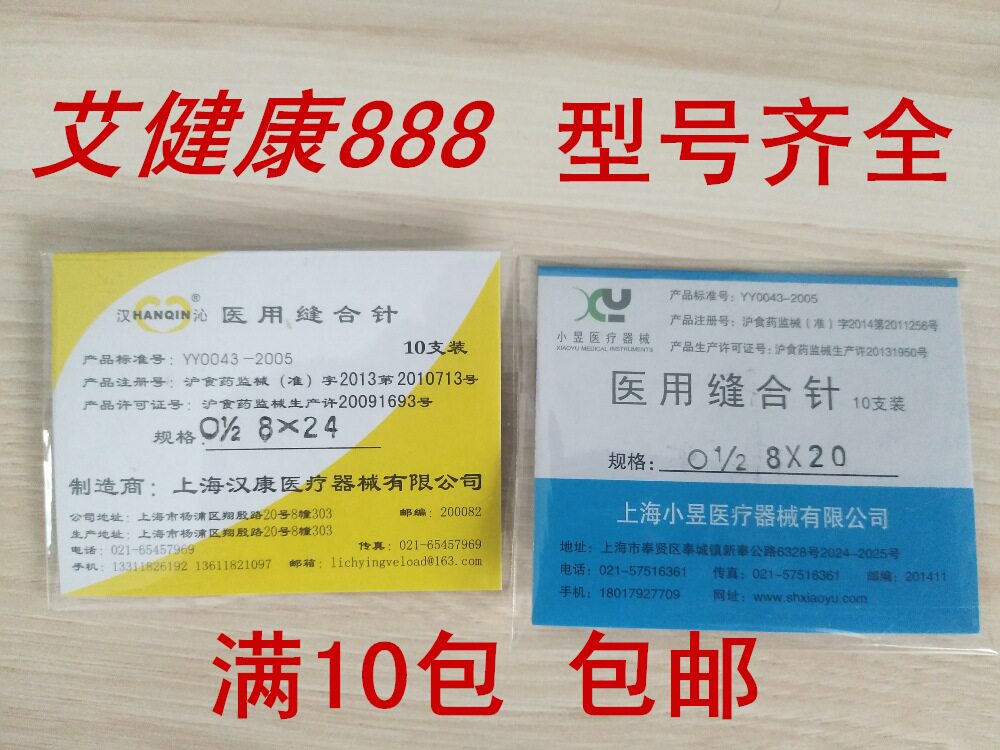 艾健康888 型号齐全
汉HANQIN沁® 医用缝合针
10支装
产品标准号：YY0043-2005
产品注册号：沪食药监械（准）字2013第2010713号
产品许可证号：沪食药监械生产许20091693号
规格：O½ 8×24
制造商：上海汉康医疗器械有限公司
公司地址：上海市杨浦区翔殷路20号8幢303 邮编：200082
生产地址：上海市杨浦区翔殷路20号8幢303
电话：021-65457969 传真：021-65457969
手机：13311826192 13611821097 邮箱：lichyingveload@163.com
XY
小昱医疗器械
XIAOYU MEDICAL INSTRUMENTS
产品标准号：YY0043-2005
产品注册号：沪食药监械（准）字2014第2011256号
产品生产许可证号：沪食药监械生产许20131950号
医用缝合针 10支装
规格：O1/2 8X20
上海小昱医疗器械有限公司
地址：上海市奉贤区奉城镇新奉公路6328号2024-2025号
电话：021-57516361 传真：021-57516361 邮编：201411
手机：18017927709 网址：www.shxiaoyu.com
满10包 包邮